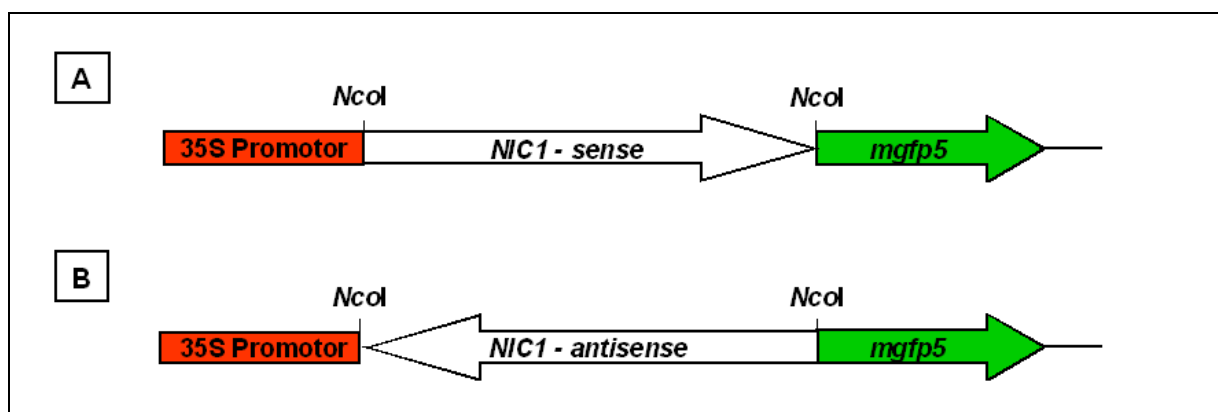 A
NcoI NcoI
35S Promotor NIC1 - sense mgfp5
B
NcoI NcoI
35S Promotor NIC1 - antisense mgfp5